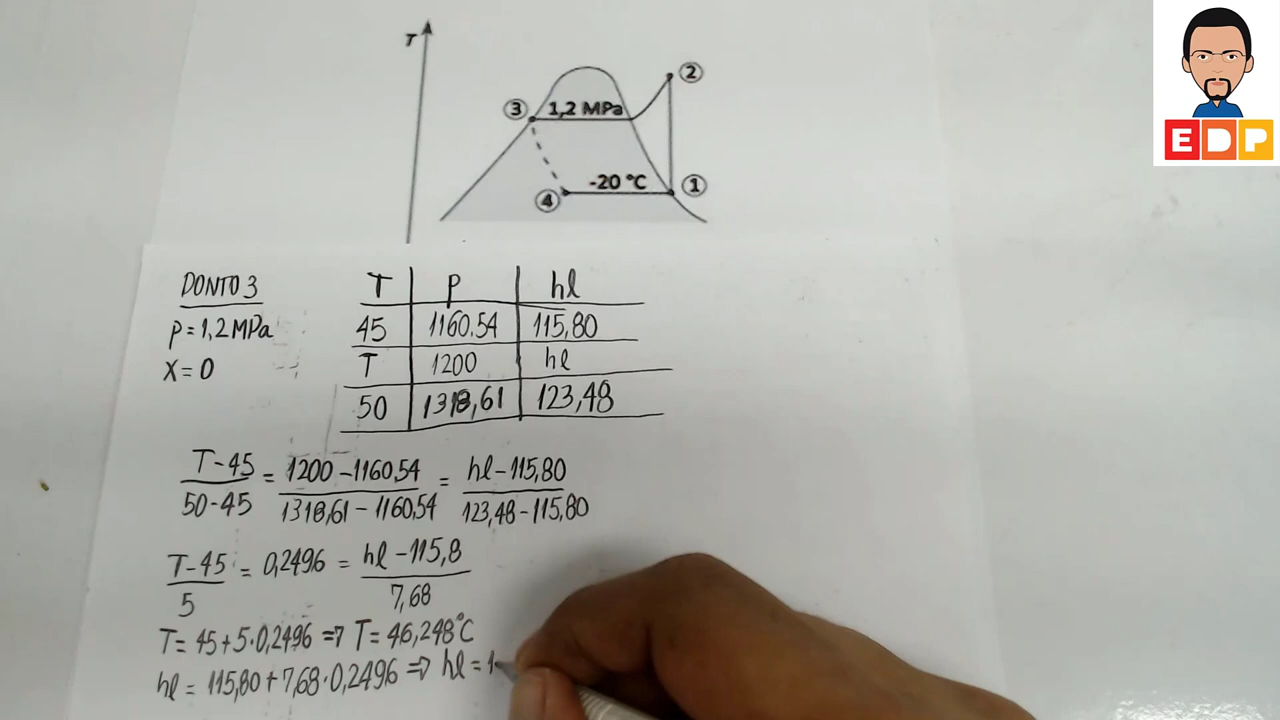 T
②
③ 1,2 MPa
-20 °C ①
④
EDP
PONTO 3
p = 1,2 MPa
X = 0
T p hl
45 1160.54 115,80
T 1200 hl
50 1318,61 123,48
T-45/50-45 = 1200-1160,54/1318,61-1160,54 = hl-115,80/123,48-115,80
T-45/5 = 0,2496 = hl-115,8/7,68
T = 45+5·0,2496 ⇒ T = 46,248°C
hl = 115,80+7,68·0,2496 ⇒ hl = 1